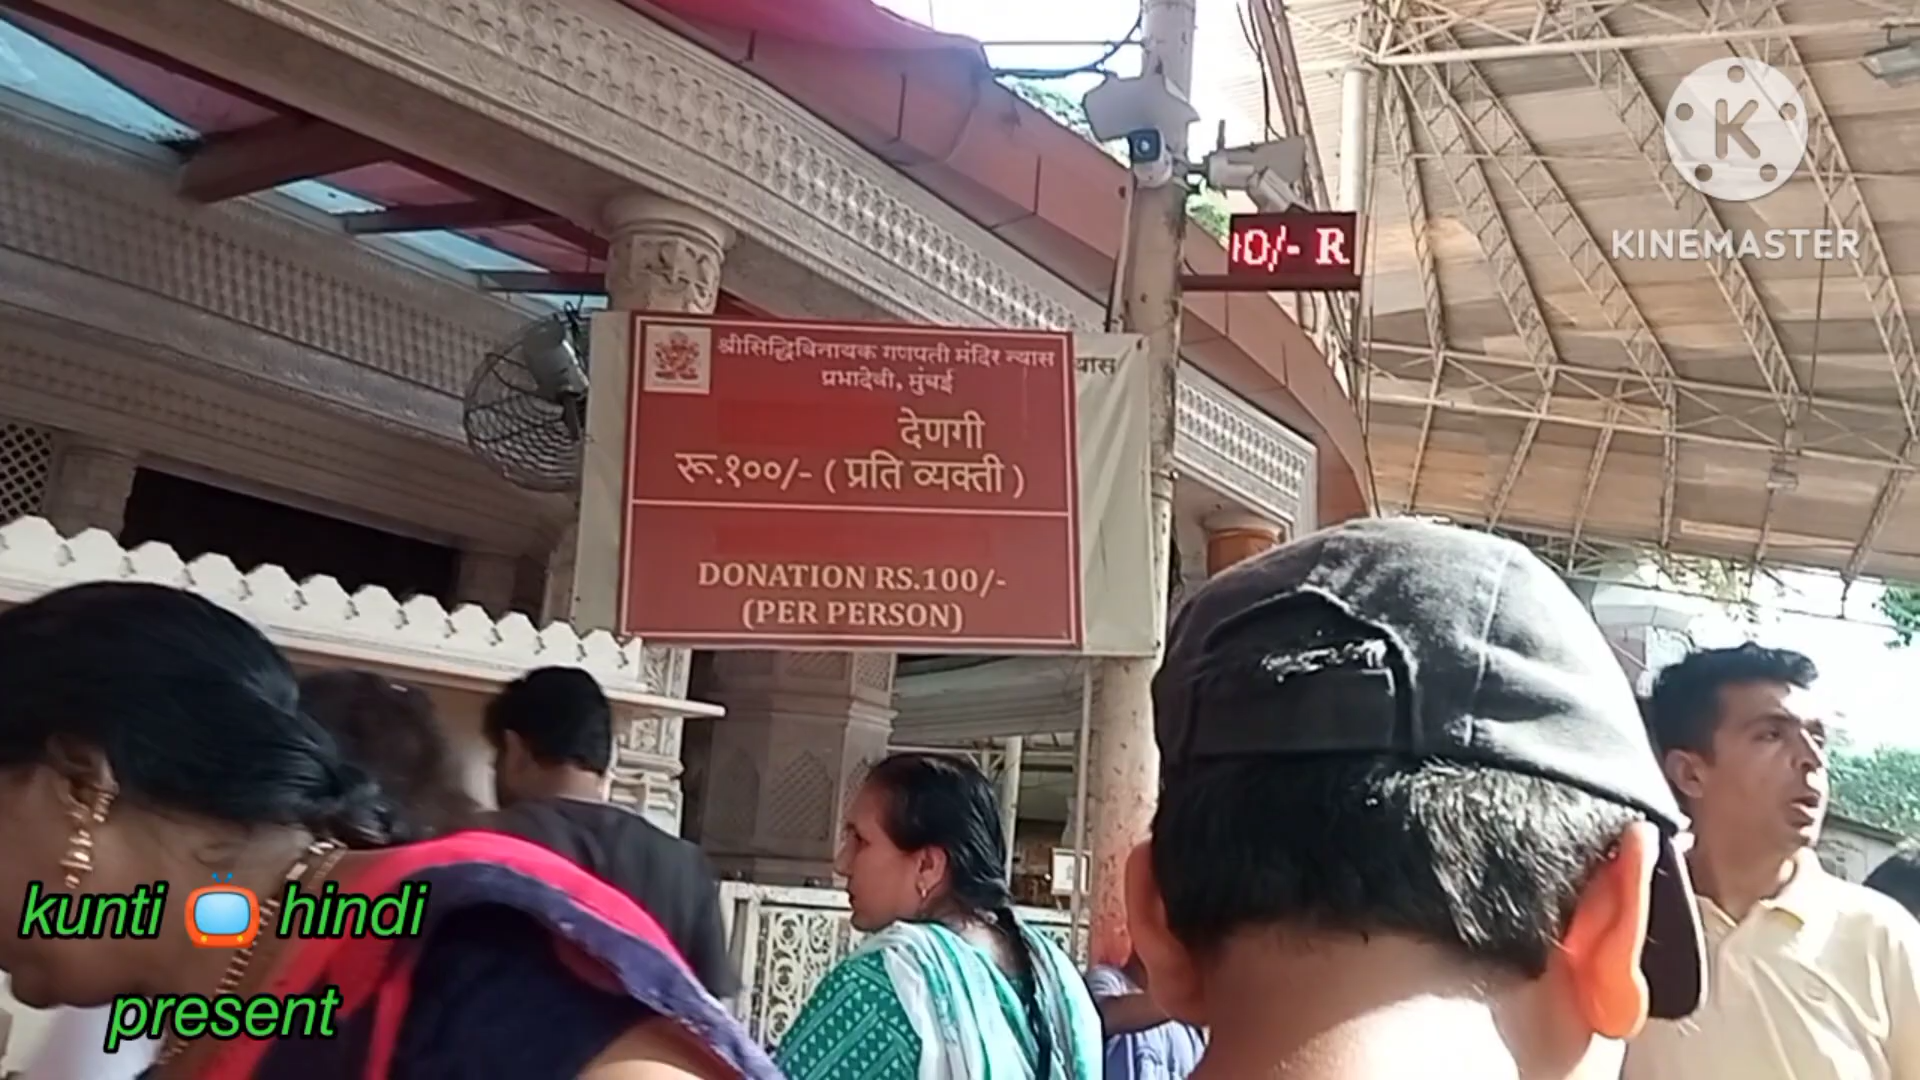 KINEMASTER
10/- R
श्रीसिद्धिविनायक गणपती मंदिर न्यास
प्रभादेवी, मुंबई
देणगी
रू.१००/- ( प्रति व्यक्ती )
DONATION RS.100/-
(PER PERSON)
kunti hindi
present